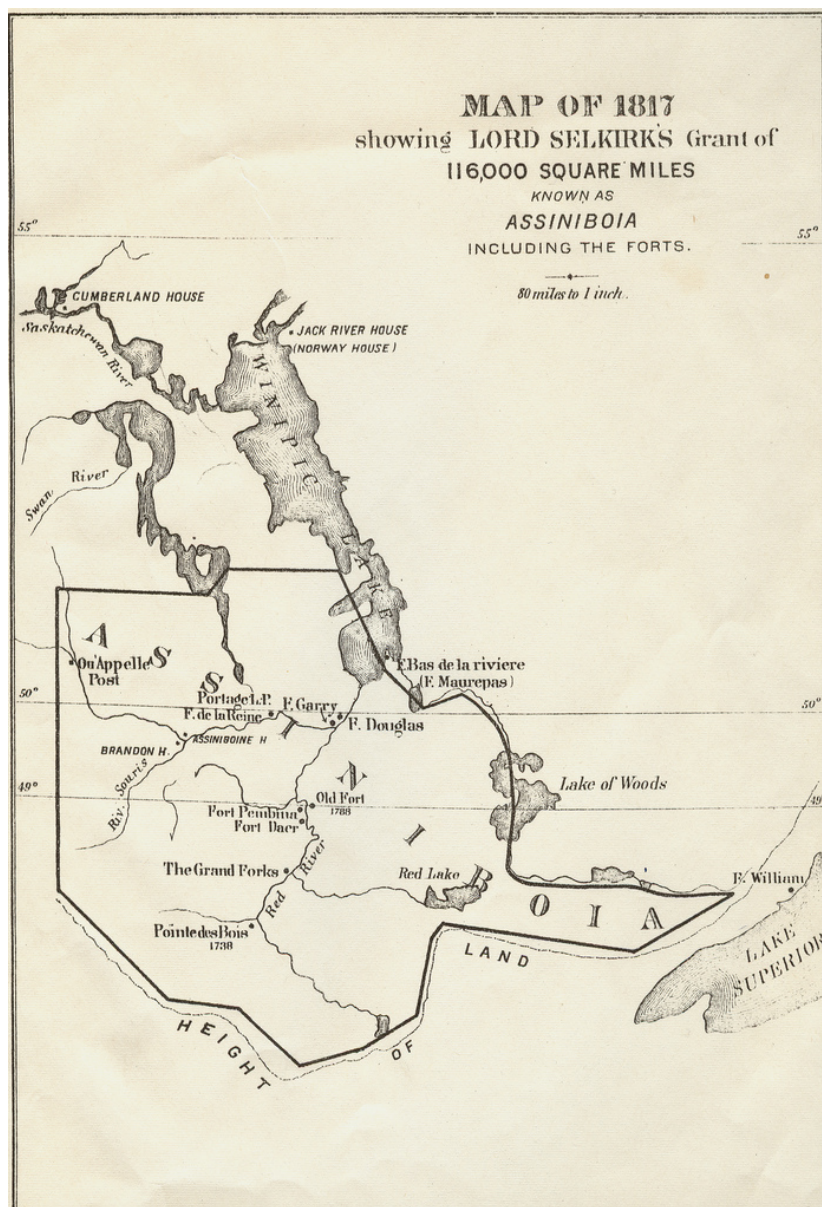 MAP OF 1817
showing LORD SELKIRK'S Grant of
116,000 SQUARE MILES
KNOWN AS
ASSINIBOIA
INCLUDING THE FORTS.
80 miles to 1 inch.
55°
55°
CUMBERLAND HOUSE
Saskatchewan River
JACK RIVER HOUSE
(NORWAY HOUSE)
WINIPIC LAKE
Swan River
ASSINIBOIA
Qu'Appelle
Post
F. Bas de la riviere
(F. Maurepas)
50°
50°
Portage L.P.
F. de la Reine
F. Garry
F. Douglas
BRANDON H.
ASSINIBOINE H
Riv. Souris
49°
49
Lake of Woods
Old Fort
1788
Fort Pembina
Fort Daer
The Grand Forks
Red River
Red Lake
F. William
Pointe des Bois
1738
LAKE
SUPERIOR
HEIGHT OF LAND